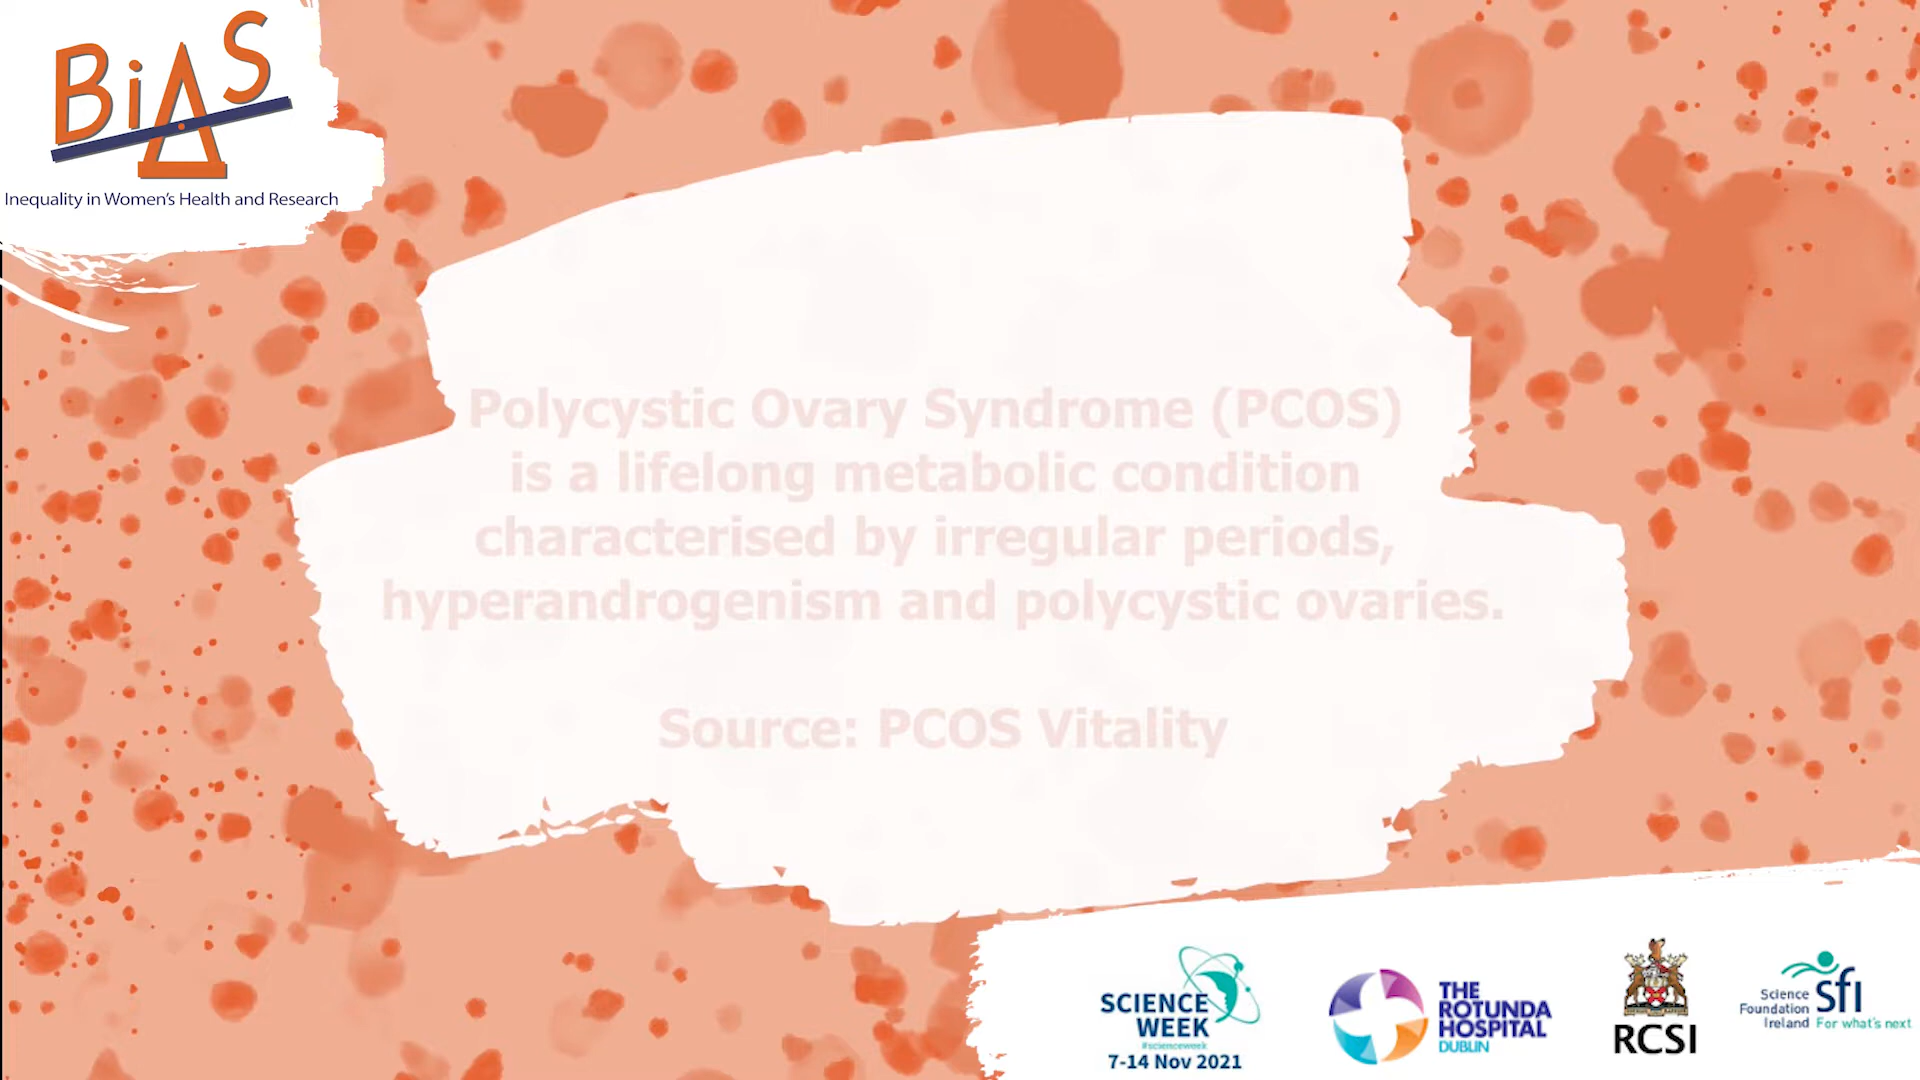 BiAS
Inequality in Women's Health and Research
Polycystic Ovary Syndrome (PCOS)
is a lifelong metabolic condition
characterised by irregular periods,
hyperandrogenism and polycystic ovaries.
Source: PCOS Vitality
SCIENCE
WEEK
#scienceweek
7-14 Nov 2021
THE
ROTUNDA
HOSPITAL
DUBLIN
RCSI
Science
Foundation
Ireland
sfi
For what's next